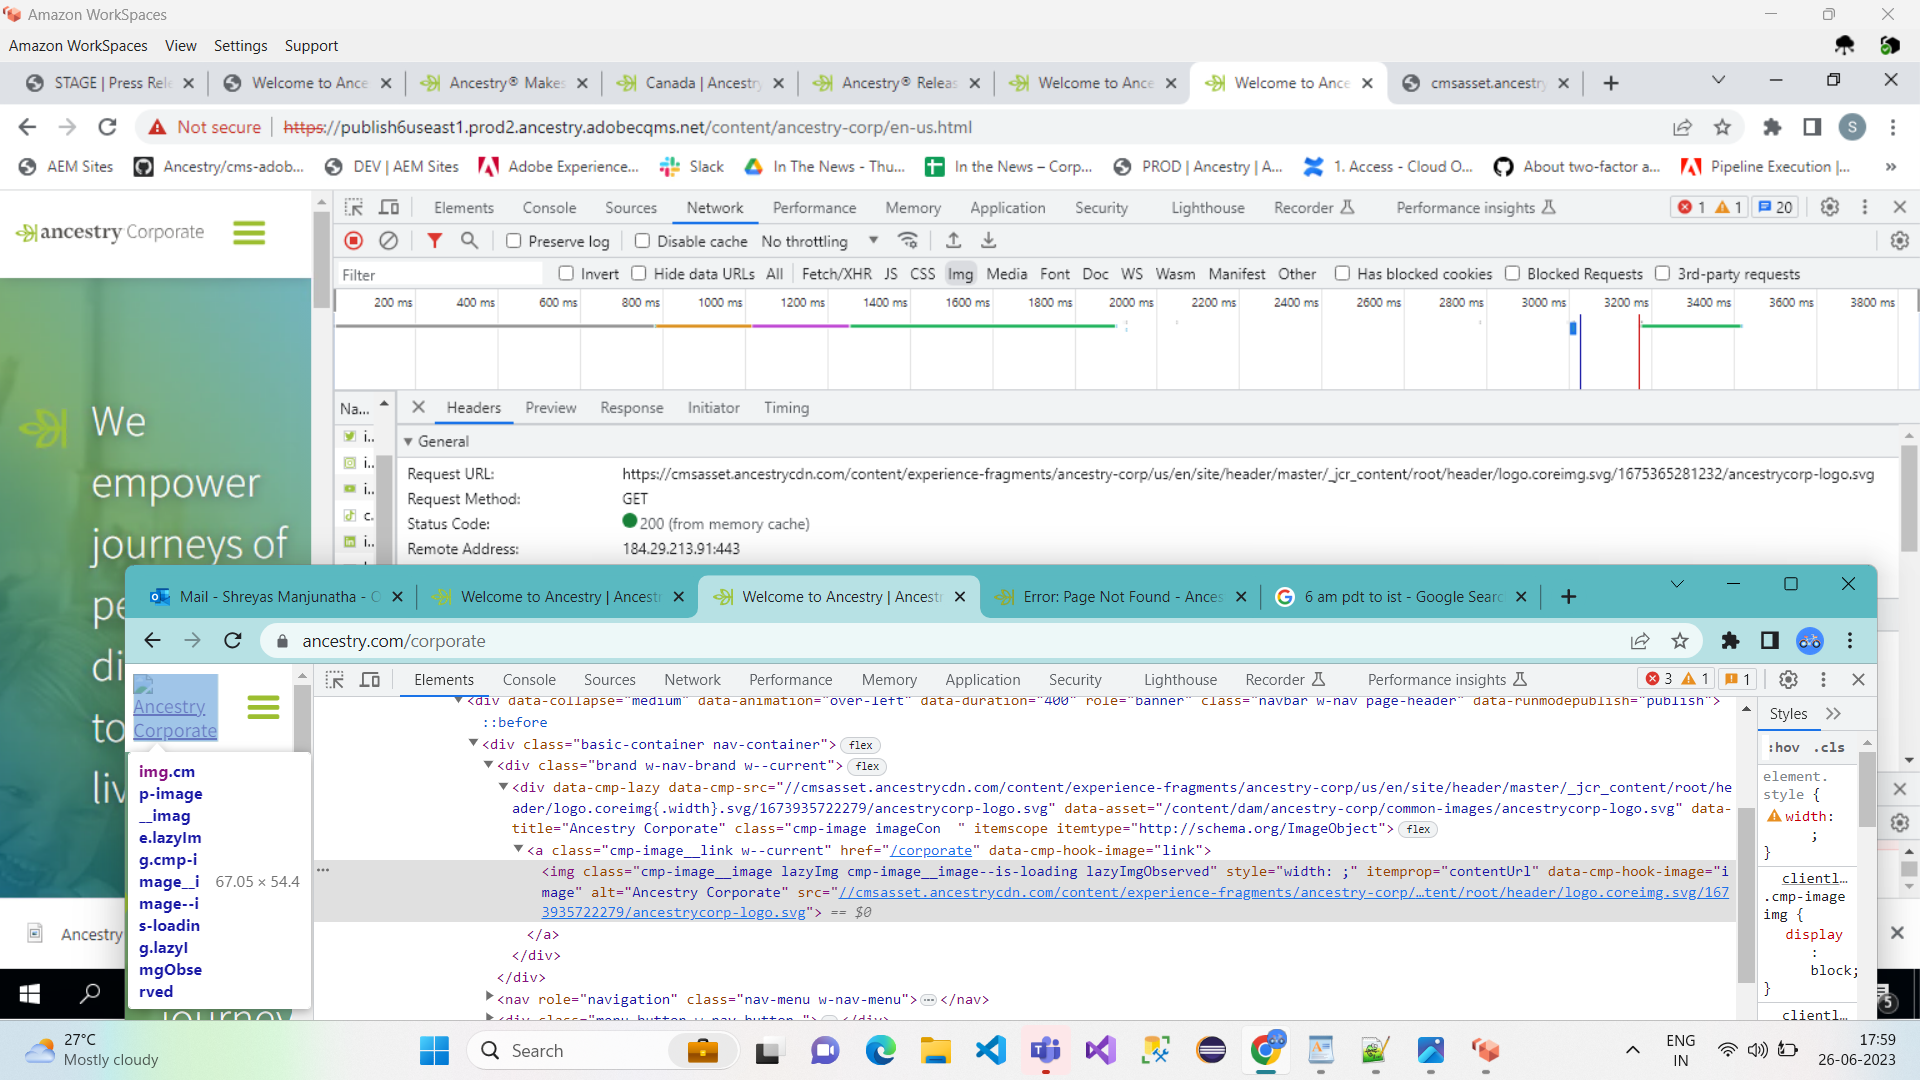 Amazon WorkSpaces
Amazon WorkSpaces View Settings Support
STAGE | Press Rele Welcome to Ance Ancestry® Makes Canada | Ancestry Ancestry® Releas Welcome to Ance Welcome to Ance cmsasset.ancestry
Not secure https://publish6useast1.prod2.ancestry.adobecqms.net/content/ancestry-corp/en-us.html S
AEM Sites Ancestry/cms-adob... DEV | AEM Sites Adobe Experience... Slack In The News - Thu... In the News – Corp... PROD | Ancestry | A... 1. Access - Cloud O... About two-factor a... Pipeline Execution |... »
Elements Console Sources Network Performance Memory Application Security Lighthouse Recorder Performance insights 1 1 20
ancestry Corporate
Preserve log Disable cache No throttling
Filter Invert Hide data URLs All Fetch/XHR JS CSS Img Media Font Doc WS Wasm Manifest Other Has blocked cookies Blocked Requests 3rd-party requests
200 ms 400 ms 600 ms 800 ms 1000 ms 1200 ms 1400 ms 1600 ms 1800 ms 2000 ms 2200 ms 2400 ms 2600 ms 2800 ms 3000 ms 3200 ms 3400 ms 3600 ms 3800 ms
Na... Headers Preview Response Initiator Timing
i..
i..
i..
c.
i..
General
Request URL: https://cmsasset.ancestrycdn.com/content/experience-fragments/ancestry-corp/us/en/site/header/master/_jcr_content/root/header/logo.coreimg.svg/1675365281232/ancestrycorp-logo.svg
Request Method: GET
Status Code: 200 (from memory cache)
Remote Address: 184.29.213.91:443
We
empower
journeys of
pe
di
to
liv
journey
Ancestry
Mail - Shreyas Manjunatha - O Welcome to Ancestry | Ancestr Welcome to Ancestry | Ancestr Error: Page Not Found - Ances 6 am pdt to ist - Google Searc
ancestry.com/corporate
Elements Console Sources Network Performance Memory Application Security Lighthouse Recorder Performance insights 3 1 1
Ancestry
Corporate
img.cm
p-image
__imag
e.lazyIm
g.cmp-i
mage__i 67.05 × 54.4
mage--i
s-loadin
g.lazyI
mgObse
rved
<div data-collapse="medium" data-animation="over-left" data-duration="400" role="banner" class="navbar w-nav page-header" data-runmodepublish="publish">
::before
<div class="basic-container nav-container"> flex
<div class="brand w-nav-brand w--current"> flex
<div data-cmp-lazy data-cmp-src="//cmsasset.ancestrycdn.com/content/experience-fragments/ancestry-corp/us/en/site/header/master/_jcr_content/root/he
ader/logo.coreimg{.width}.svg/1673935722279/ancestrycorp-logo.svg" data-asset="/content/dam/ancestry-corp/common-images/ancestrycorp-logo.svg" data-
title="Ancestry Corporate" class="cmp-image imageCon " itemscope itemtype="http://schema.org/ImageObject"> flex
<a class="cmp-image__link w--current" href="/corporate" data-cmp-hook-image="link">
<img class="cmp-image__image lazyImg cmp-image__image--is-loading lazyImgObserved" style="width: ;" itemprop="contentUrl" data-cmp-hook-image="i
mage" alt="Ancestry Corporate" src="//cmsasset.ancestrycdn.com/content/experience-fragments/ancestry-corp/…tent/root/header/logo.coreimg.svg/167
3935722279/ancestrycorp-logo.svg"> == $0
</a>
</div>
</div>
<nav role="navigation" class="nav-menu w-nav-menu"> … </nav>
<div class="menu-button w-nav-button "> … </div>
Styles
:hov .cls
element.
style {
width:
;
}
clientl…
.cmp-image
img {
display
:
block;
}
clientl…
5
27°C
Mostly cloudy
Search
ENG
IN
17:59
26-06-2023